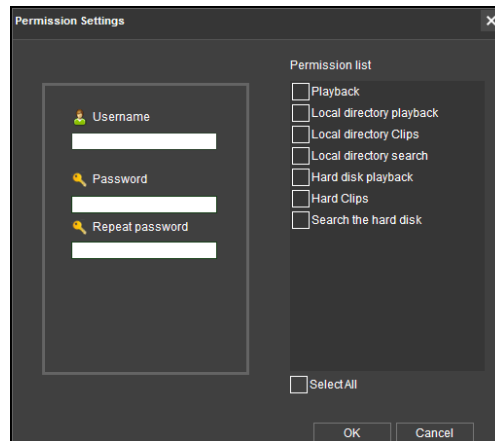 Permission Settings
Permission list
Username
Password
Repeat password
Playback
Local directory playback
Local directory Clips
Local directory search
Hard disk playback
Hard Clips
Search the hard disk
Select All
OK
Cancel